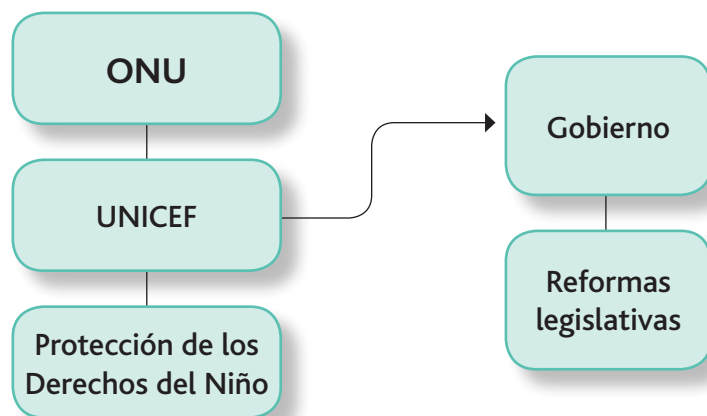 ONU
UNICEF
Protección de los
Derechos del Niño
Gobierno
Reformas
legislativas